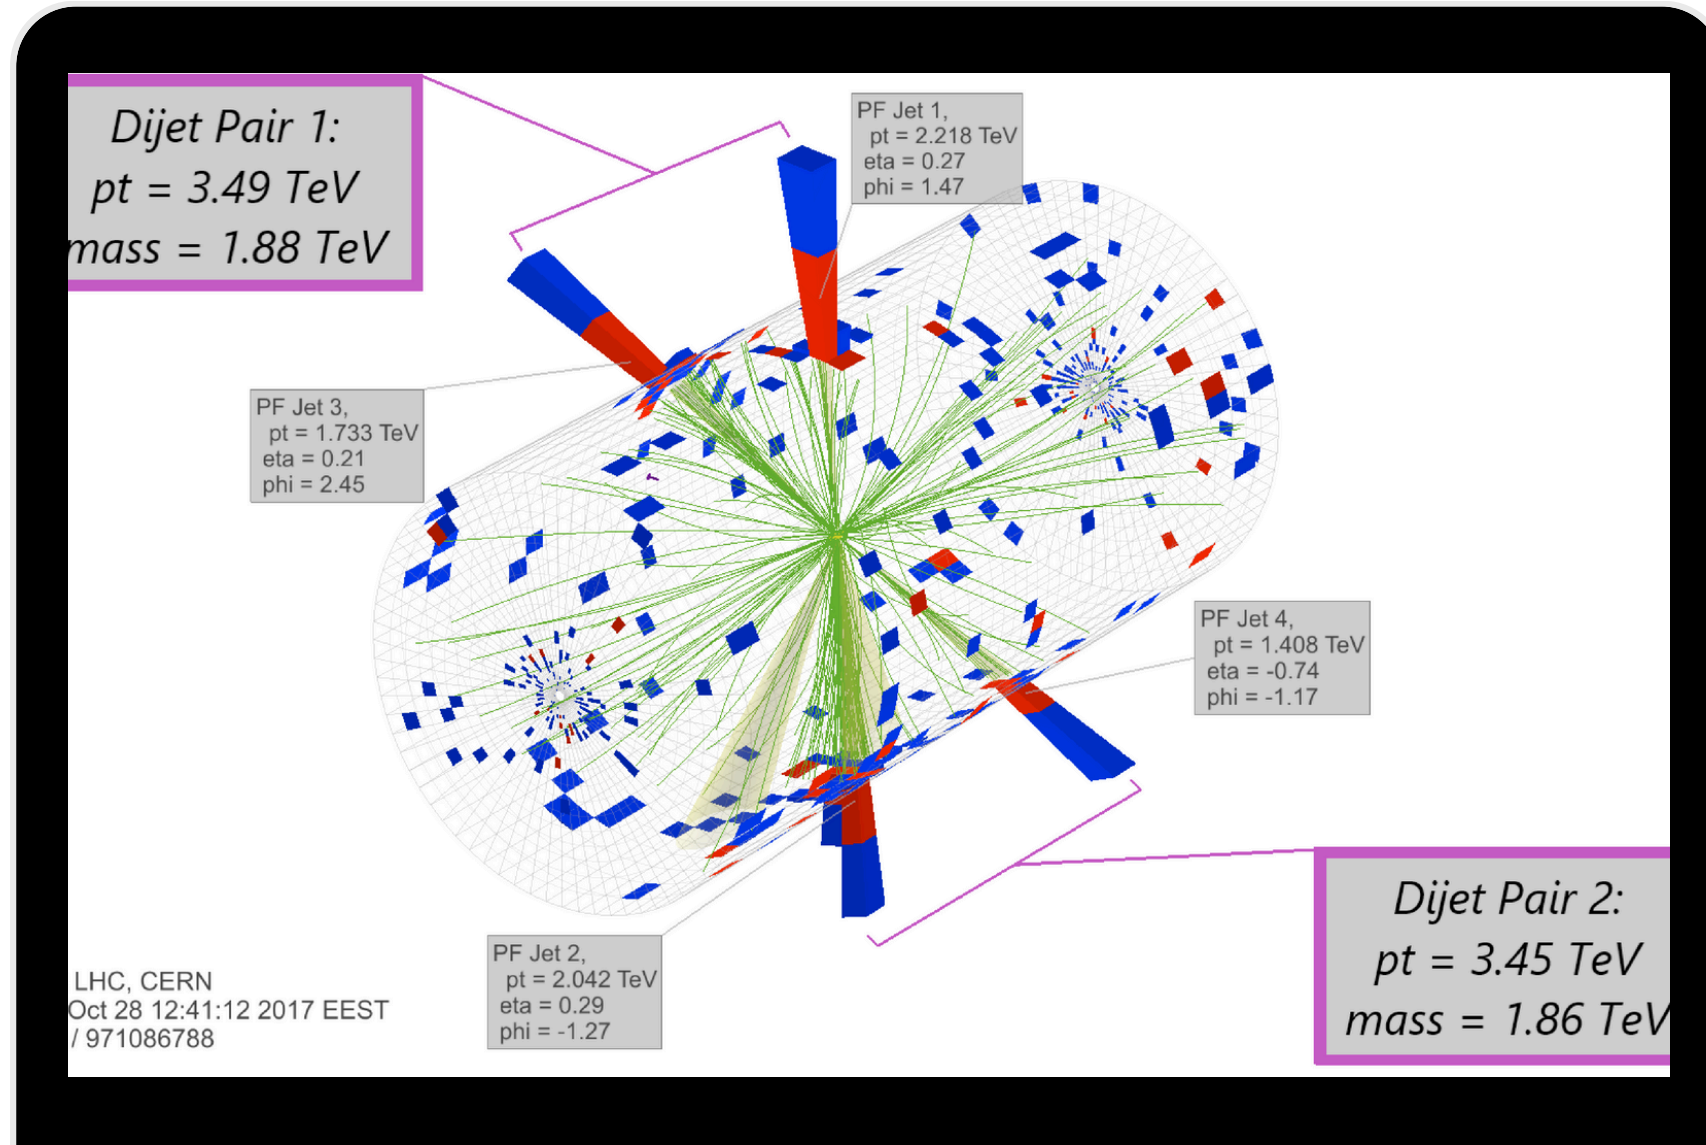 Dijet Pair 1:
pt = 3.49 TeV
mass = 1.88 TeV
PF Jet 1,
pt = 2.218 TeV
eta = 0.27
phi = 1.47
PF Jet 3,
pt = 1.733 TeV
eta = 0.21
phi = 2.45
PF Jet 4,
pt = 1.408 TeV
eta = -0.74
phi = -1.17
PF Jet 2,
pt = 2.042 TeV
eta = 0.29
phi = -1.27
Dijet Pair 2:
pt = 3.45 TeV
mass = 1.86 TeV
LHC, CERN
Oct 28 12:41:12 2017 EEST
/ 971086788